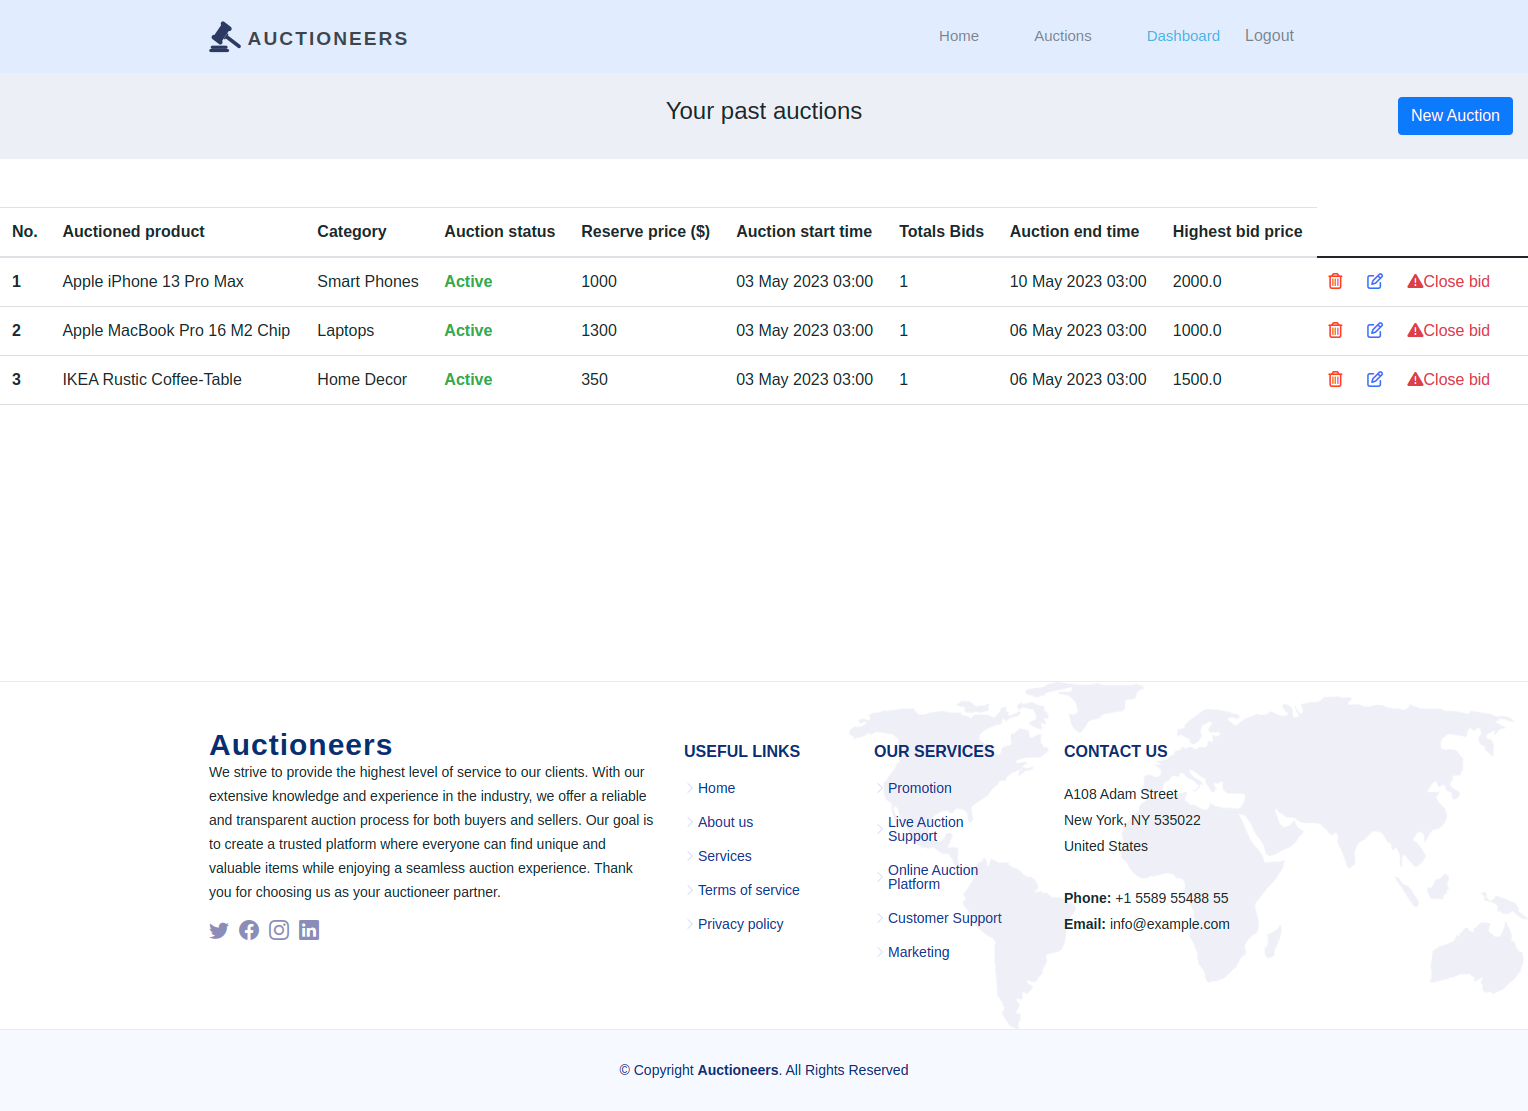 AUCTIONEERS
Home Auctions Dashboard Logout
Your past auctions
New Auction
No. Auctioned product Category Auction status Reserve price ($) Auction start time Totals Bids Auction end time Highest bid price
1 Apple iPhone 13 Pro Max Smart Phones Active 1000 03 May 2023 03:00 1 10 May 2023 03:00 2000.0 Close bid
2 Apple MacBook Pro 16 M2 Chip Laptops Active 1300 03 May 2023 03:00 1 06 May 2023 03:00 1000.0 Close bid
3 IKEA Rustic Coffee-Table Home Decor Active 350 03 May 2023 03:00 1 06 May 2023 03:00 1500.0 Close bid
Auctioneers
We strive to provide the highest level of service to our clients. With our
extensive knowledge and experience in the industry, we offer a reliable
and transparent auction process for both buyers and sellers. Our goal is
to create a trusted platform where everyone can find unique and
valuable items while enjoying a seamless auction experience. Thank
you for choosing us as your auctioneer partner.
USEFUL LINKS
Home
About us
Services
Terms of service
Privacy policy
OUR SERVICES
Promotion
Live Auction
Support
Online Auction
Platform
Customer Support
Marketing
CONTACT US
A108 Adam Street
New York, NY 535022
United States
Phone: +1 5589 55488 55
Email: info@example.com
© Copyright Auctioneers. All Rights Reserved